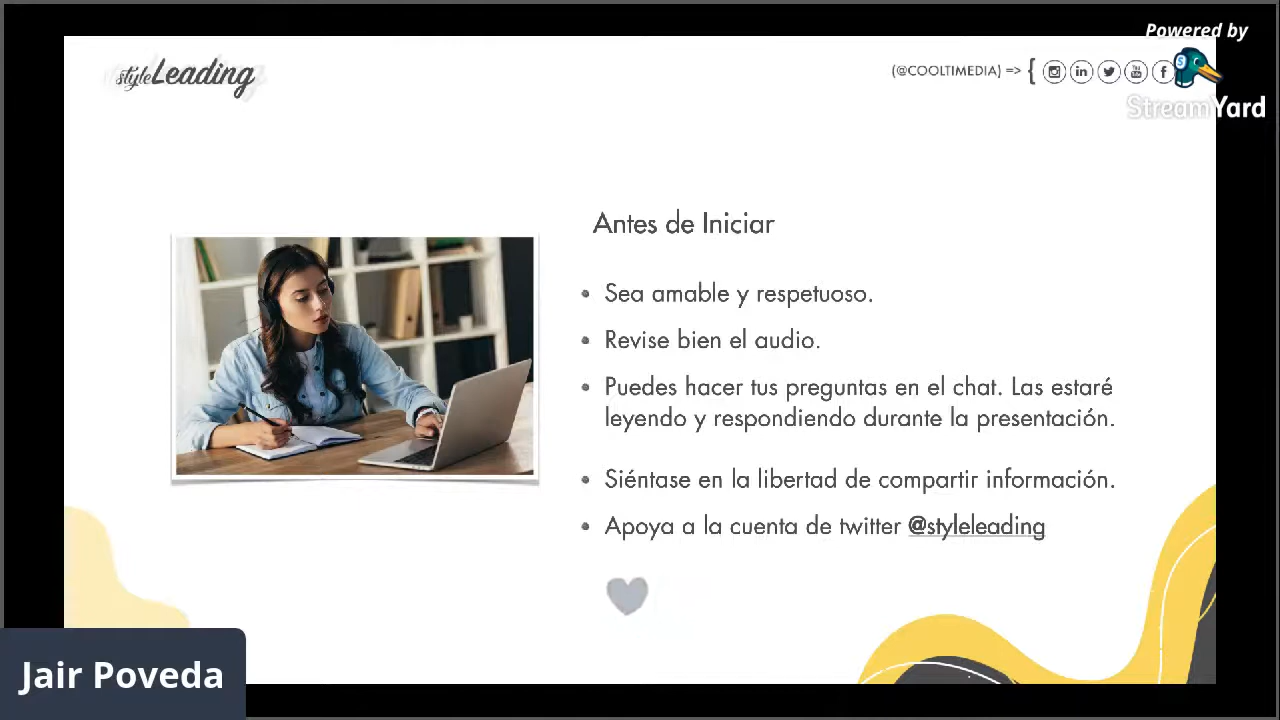 Powered by
styleLeading
(@COOLTIMEDIA) => {
StreamYard
Antes de Iniciar
• Sea amable y respetuoso.
• Revise bien el audio.
• Puedes hacer tus preguntas en el chat. Las estaré
leyendo y respondiendo durante la presentación.
• Siéntase en la libertad de compartir información.
• Apoya a la cuenta de twitter @styleleading
Jair Poveda